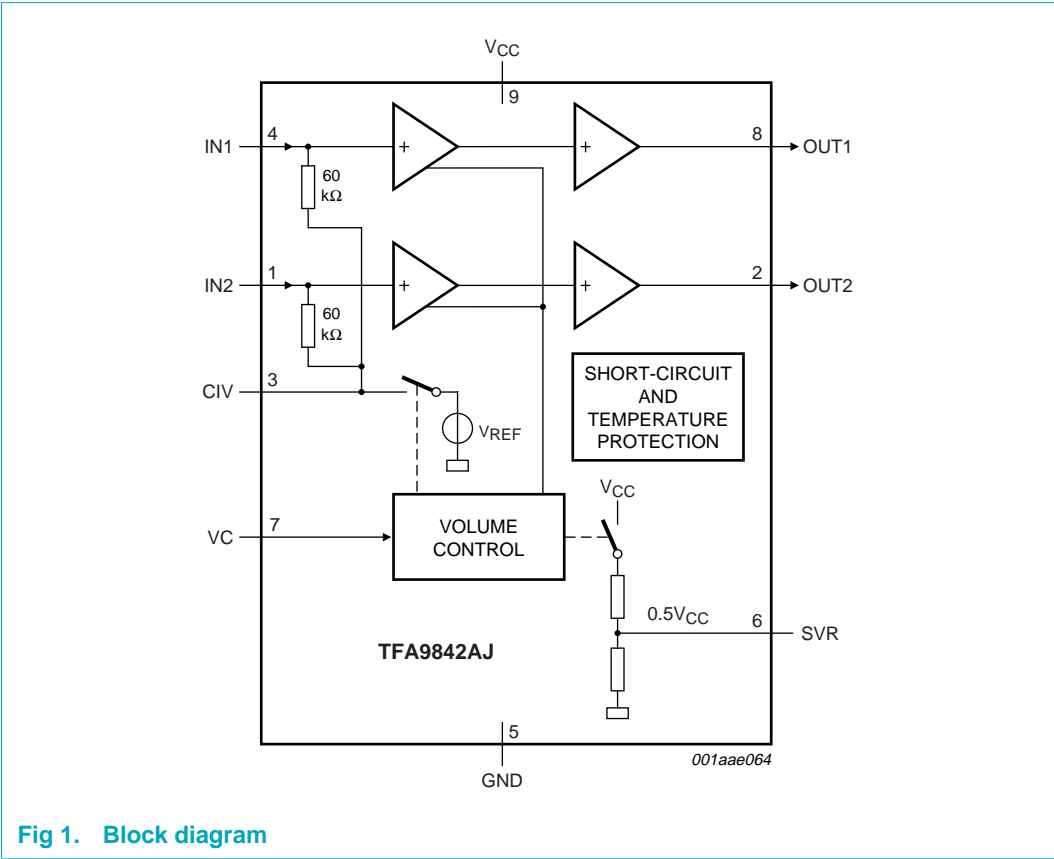 VCC
9
IN1
4
8
OUT1
+
+
60
kΩ
IN2
1
2
OUT2
+
+
60
kΩ
SHORT-CIRCUIT
AND
TEMPERATURE
PROTECTION
CIV
3
VREF
VCC
VC
7
VOLUME
CONTROL
0.5VCC
6
SVR
TFA9842AJ
5
GND
001aae064
Fig 1. Block diagram